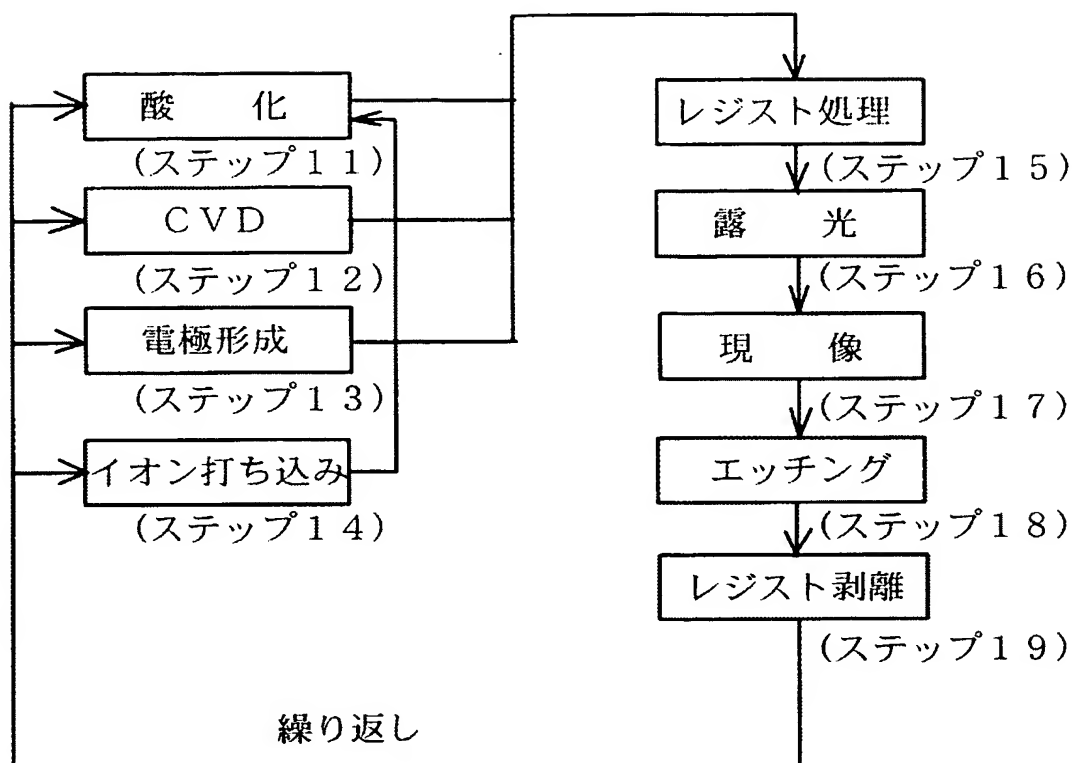 酸　化
(ステップ１１)
ＣＶＤ
(ステップ１２)
電極形成
(ステップ１３)
イオン打ち込み
(ステップ１４)
レジスト処理
(ステップ１５)
露　光
(ステップ１６)
現　像
(ステップ１７)
エッチング
(ステップ１８)
レジスト剥離
(ステップ１９)
繰り返し